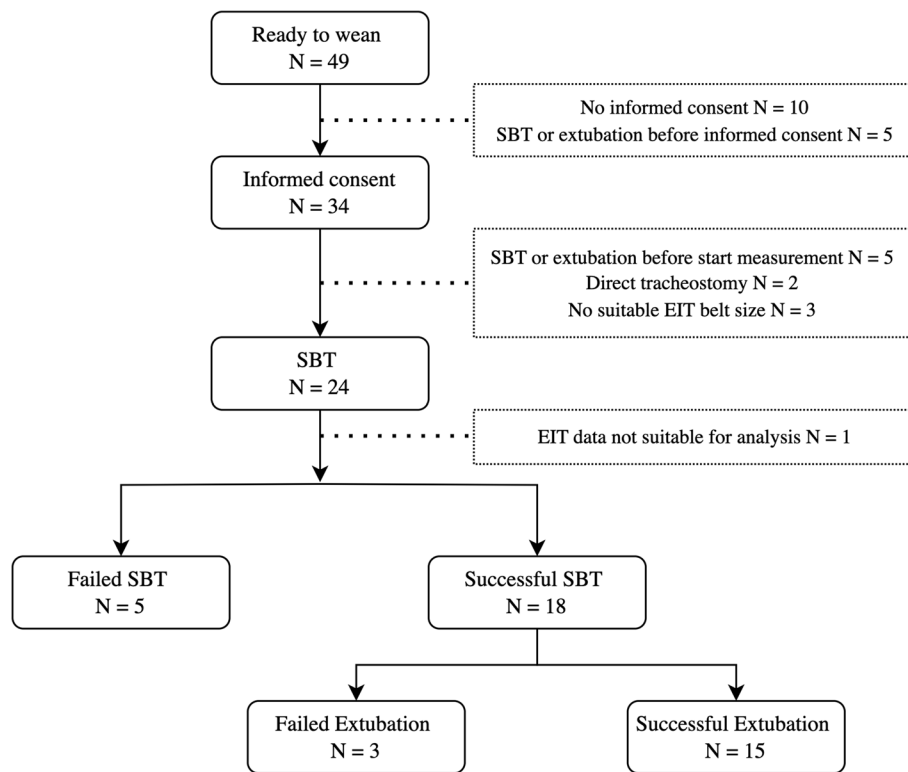 Ready to wean
N = 49
No informed consent N = 10
SBT or extubation before informed consent N = 5
Informed consent
N = 34
SBT or extubation before start measurement N = 5
Direct tracheostomy N = 2
No suitable EIT belt size N = 3
SBT
N = 24
EIT data not suitable for analysis N = 1
Failed SBT
N = 5
Successful SBT
N = 18
Failed Extubation
N = 3
Successful Extubation
N = 15